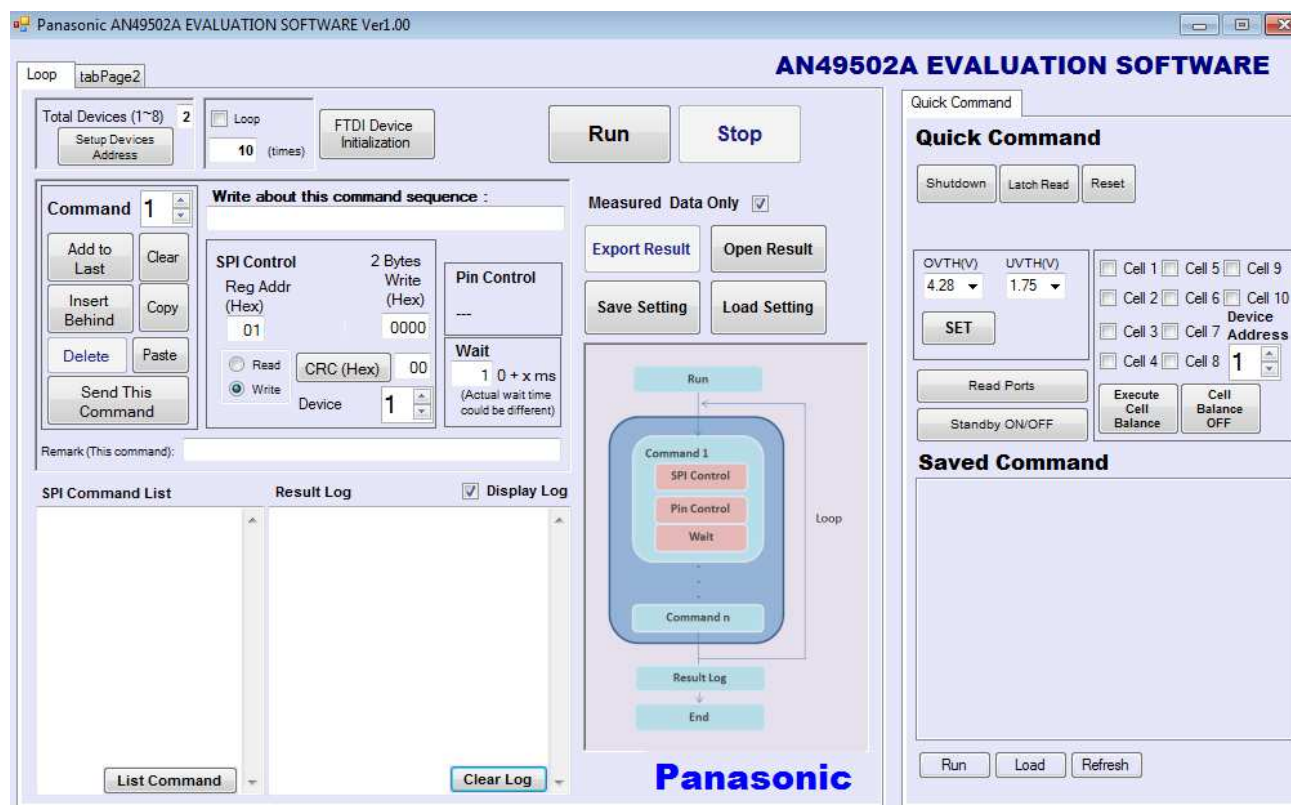 Panasonic AN49502A EVALUATION SOFTWARE Ver1.00
AN49502A EVALUATION SOFTWARE
Loop
tabPage2
Total Devices (1~8) 2
Setup Devices
Address
Loop
10 (times)
FTDI Device
Initialization
Run
Stop
Command 1
Add to
Last
Clear
Insert
Behind
Copy
Delete
Paste
Send This
Command
Write about this command sequence :
SPI Control
Reg Addr
(Hex)
01
2 Bytes
Write
(Hex)
0000
Read
Write
CRC (Hex) 00
Device 1
Pin Control
---
Wait
1 0 + x ms
(Actual wait time
could be different)
Remark (This command):
Measured Data Only
Export Result
Open Result
Save Setting
Load Setting
SPI Command List
Result Log
Display Log
List Command
Clear Log
Run
Command 1
SPI Control
Pin Control
Wait
Loop
Command n
Result Log
End
Panasonic
Quick Command
Quick Command
Shutdown
Latch Read
Reset
OVTH(V) UVTH(V)
4.28 1.75
SET
Read Ports
Standby ON/OFF
Cell 1 Cell 5 Cell 9
Cell 2 Cell 6 Cell 10
Cell 3 Cell 7
Cell 4 Cell 8
Device
Address
1
Execute
Cell
Balance
Cell
Balance
OFF
Saved Command
Run
Load
Refresh